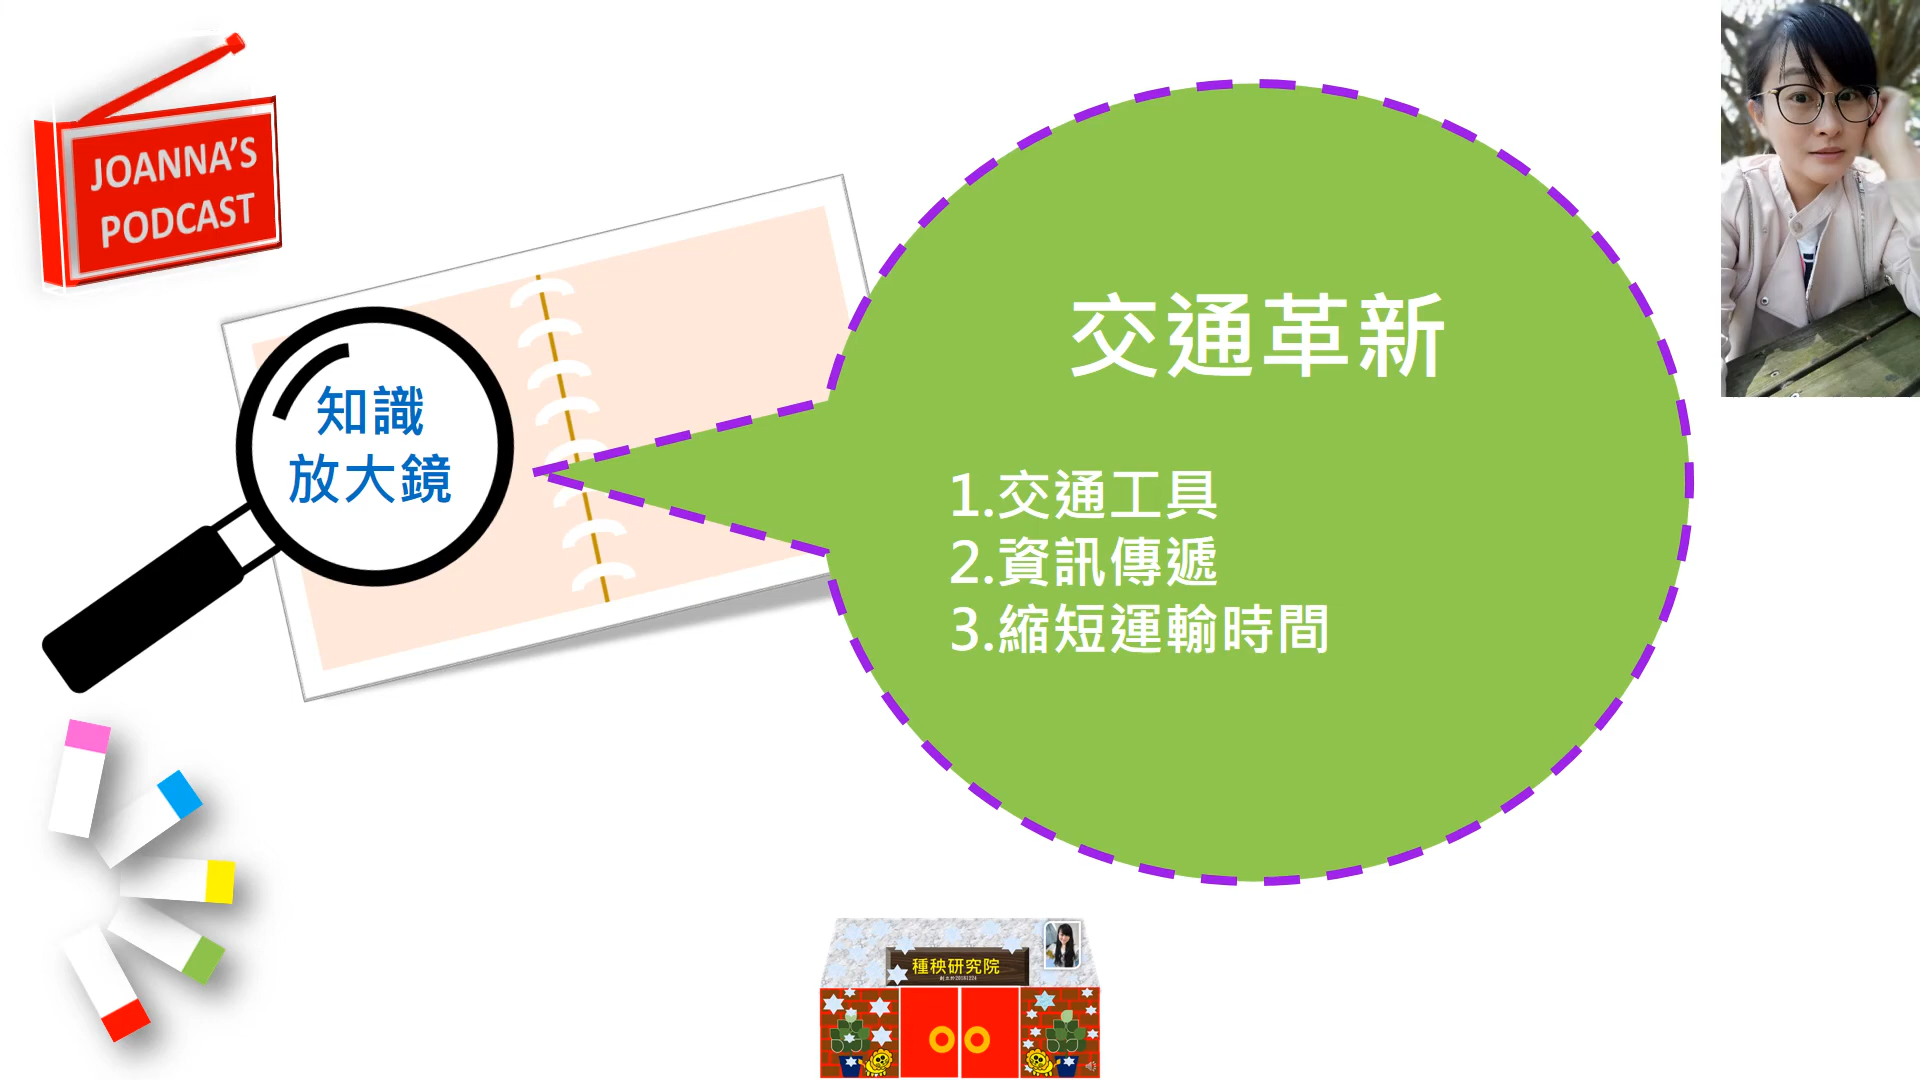 JOANNA'S
PODCAST
知識
放大鏡
交通革新
1.交通工具
2.資訊傳遞
3.縮短運輸時間
種秧研究院